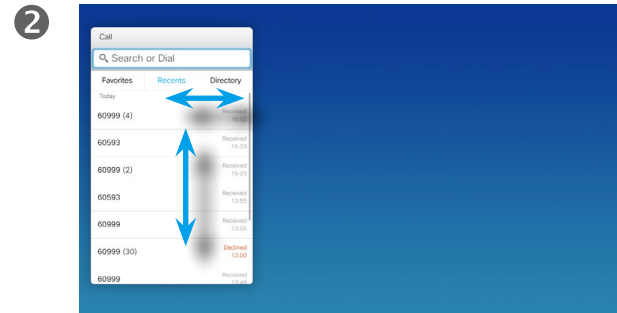 2
Call
Search or Dial
Favorites Recents Directory
Today
60999 (4) Received
16:03
60593 Received
16:23
60999 (2) Received
16:23
60593 Received
13:55
60999 Received
13:55
60999 (30) Declined
13:50
60999 Received